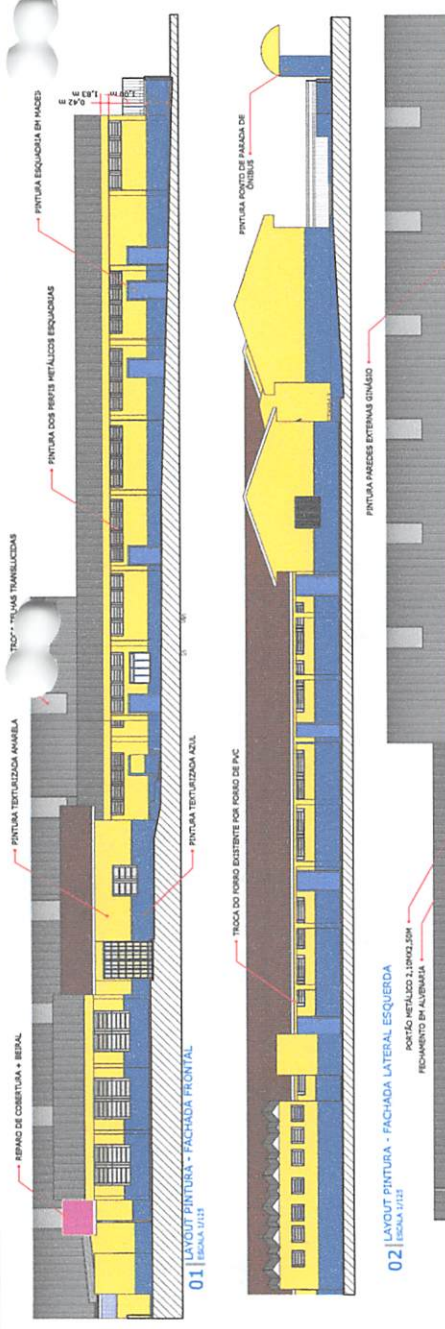 REPARO DE COBERTURA + BEIRAL
PINTURA TEXTURIZADA AMARELA
TELHAS TRANSLUCIDAS
PINTURA DOS PERFIS METÁLICOS ESQUADRIAS
PINTURA ESQUADRIA EM MADEI
0,42 m
1,83 m
PINTURA TEXTURIZADA AZUL
01 LAYOUT PINTURA - FACHADA FRONTAL
ESCALA 1/125
TROCA DO FORRO EXISTENTE POR FORRO DE PVC
PINTURA PONTO DE PARADA DE
ÔNIBUS
02 LAYOUT PINTURA - FACHADA LATERAL ESQUERDA
ESCALA 1/125
PORTÃO METÁLICO 2,10MX2,50M
FECHAMENTO EM ALVENARIA
PINTURA PAREDES EXTERNAS GINÁSIO